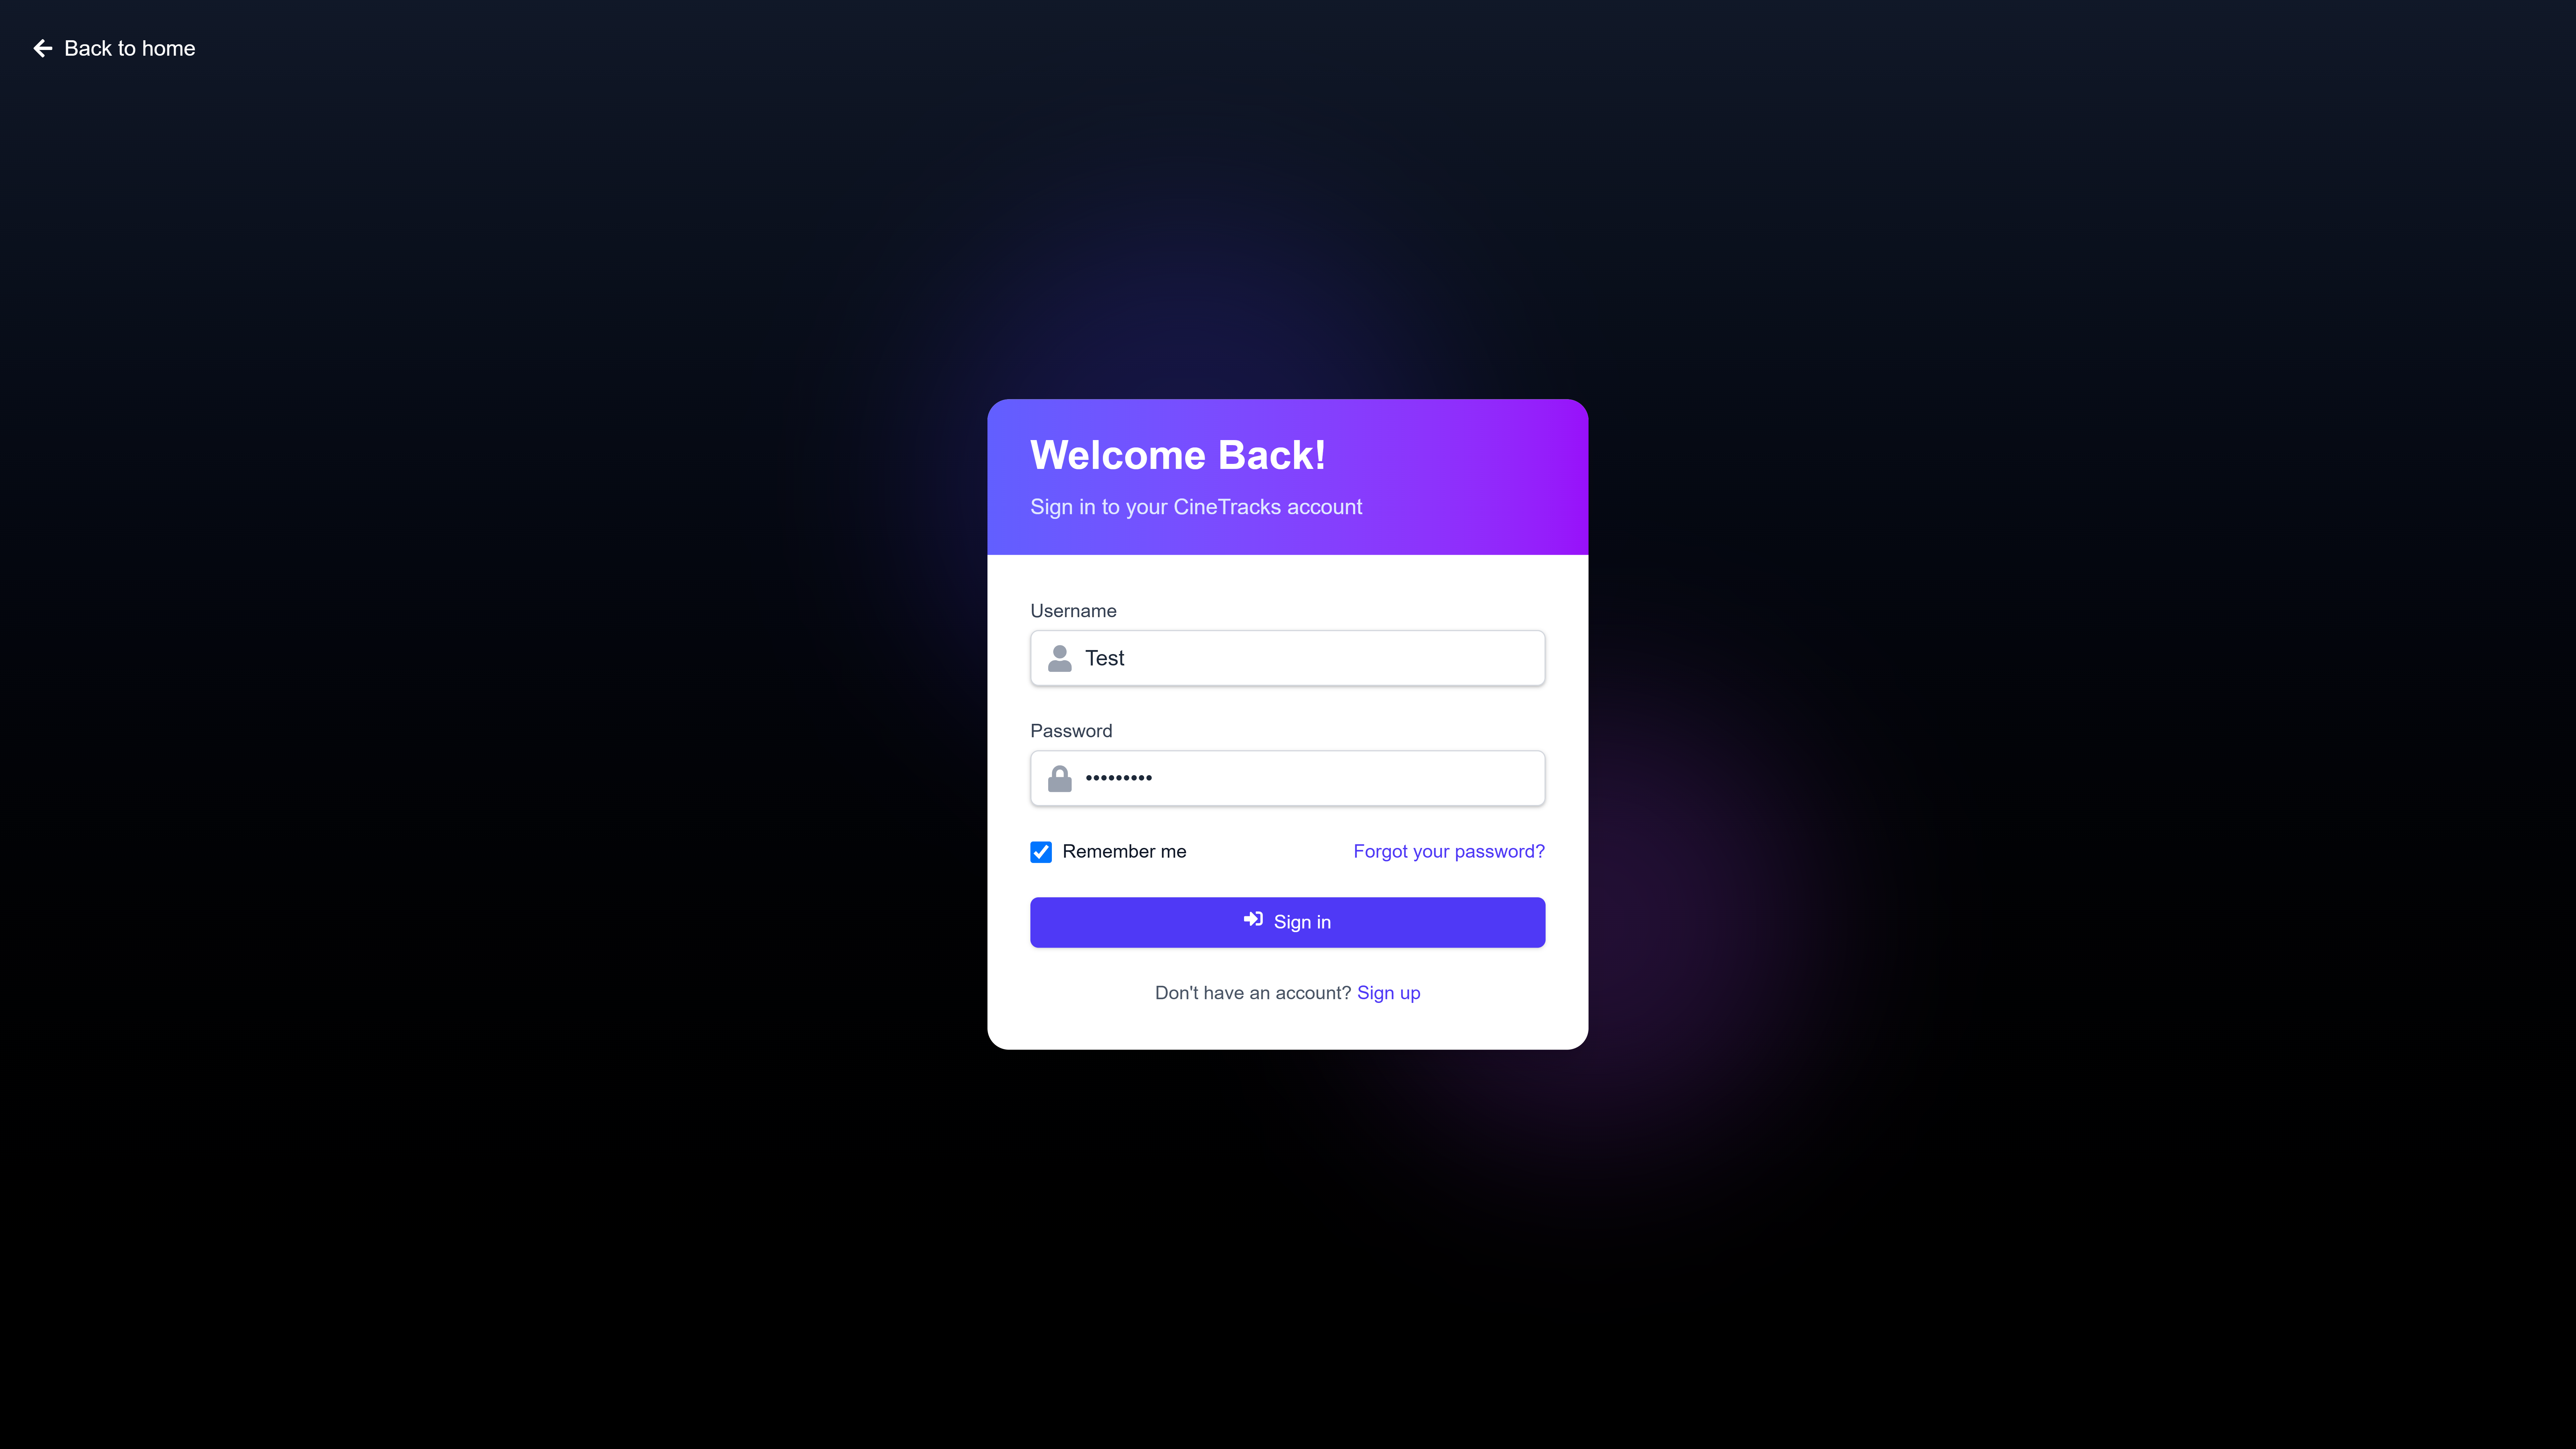 Back to home
Welcome Back!
Sign in to your CineTracks account
Username
Test
Password
•••••••••
Remember me
Forgot your password?
Sign in
Don't have an account? Sign up